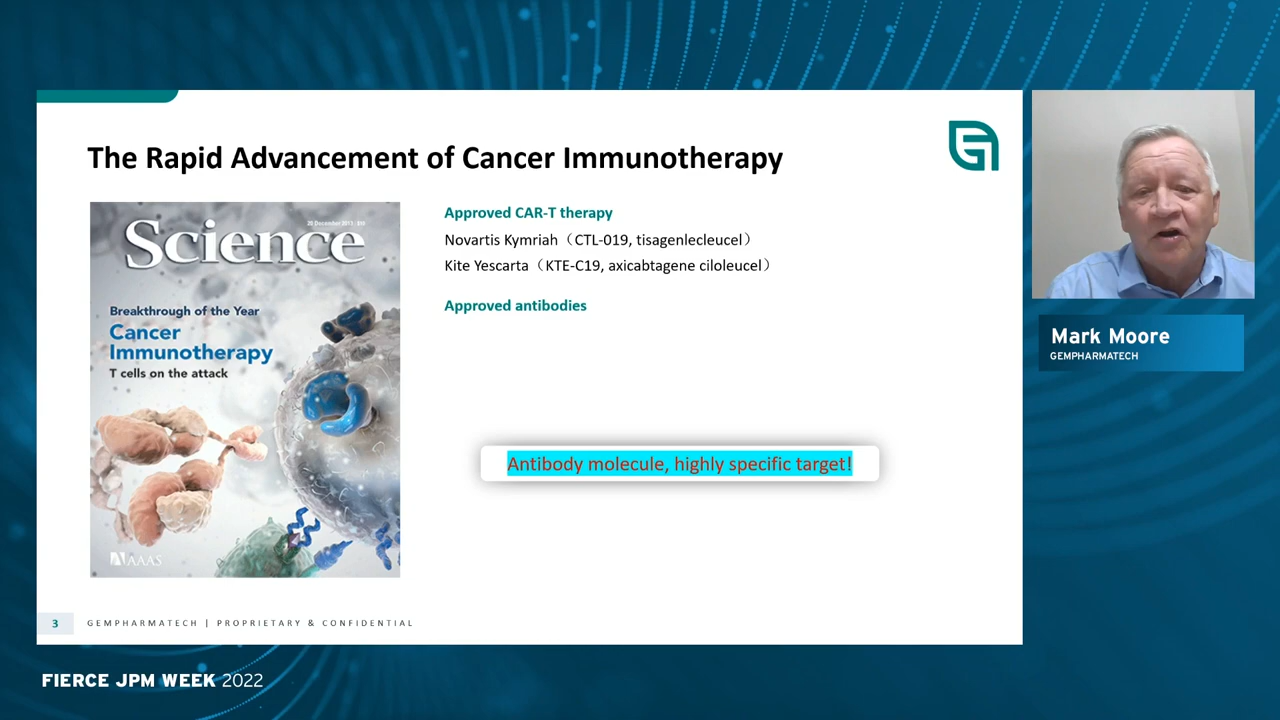 The Rapid Advancement of Cancer Immunotherapy
Science
Breakthrough of the Year
Cancer
Immunotherapy
T cells on the attack
AAAS
Approved CAR-T therapy
Novartis Kymriah（CTL-019, tisagenlecleucel）
Kite Yescarta（KTE-C19, axicabtagene ciloleucel）
Approved antibodies
Antibody molecule, highly specific target!
3
GEMPHARMATECH | PROPRIETARY & CONFIDENTIAL
Mark Moore
GEMPHARMATECH
FIERCE JPM WEEK 2022